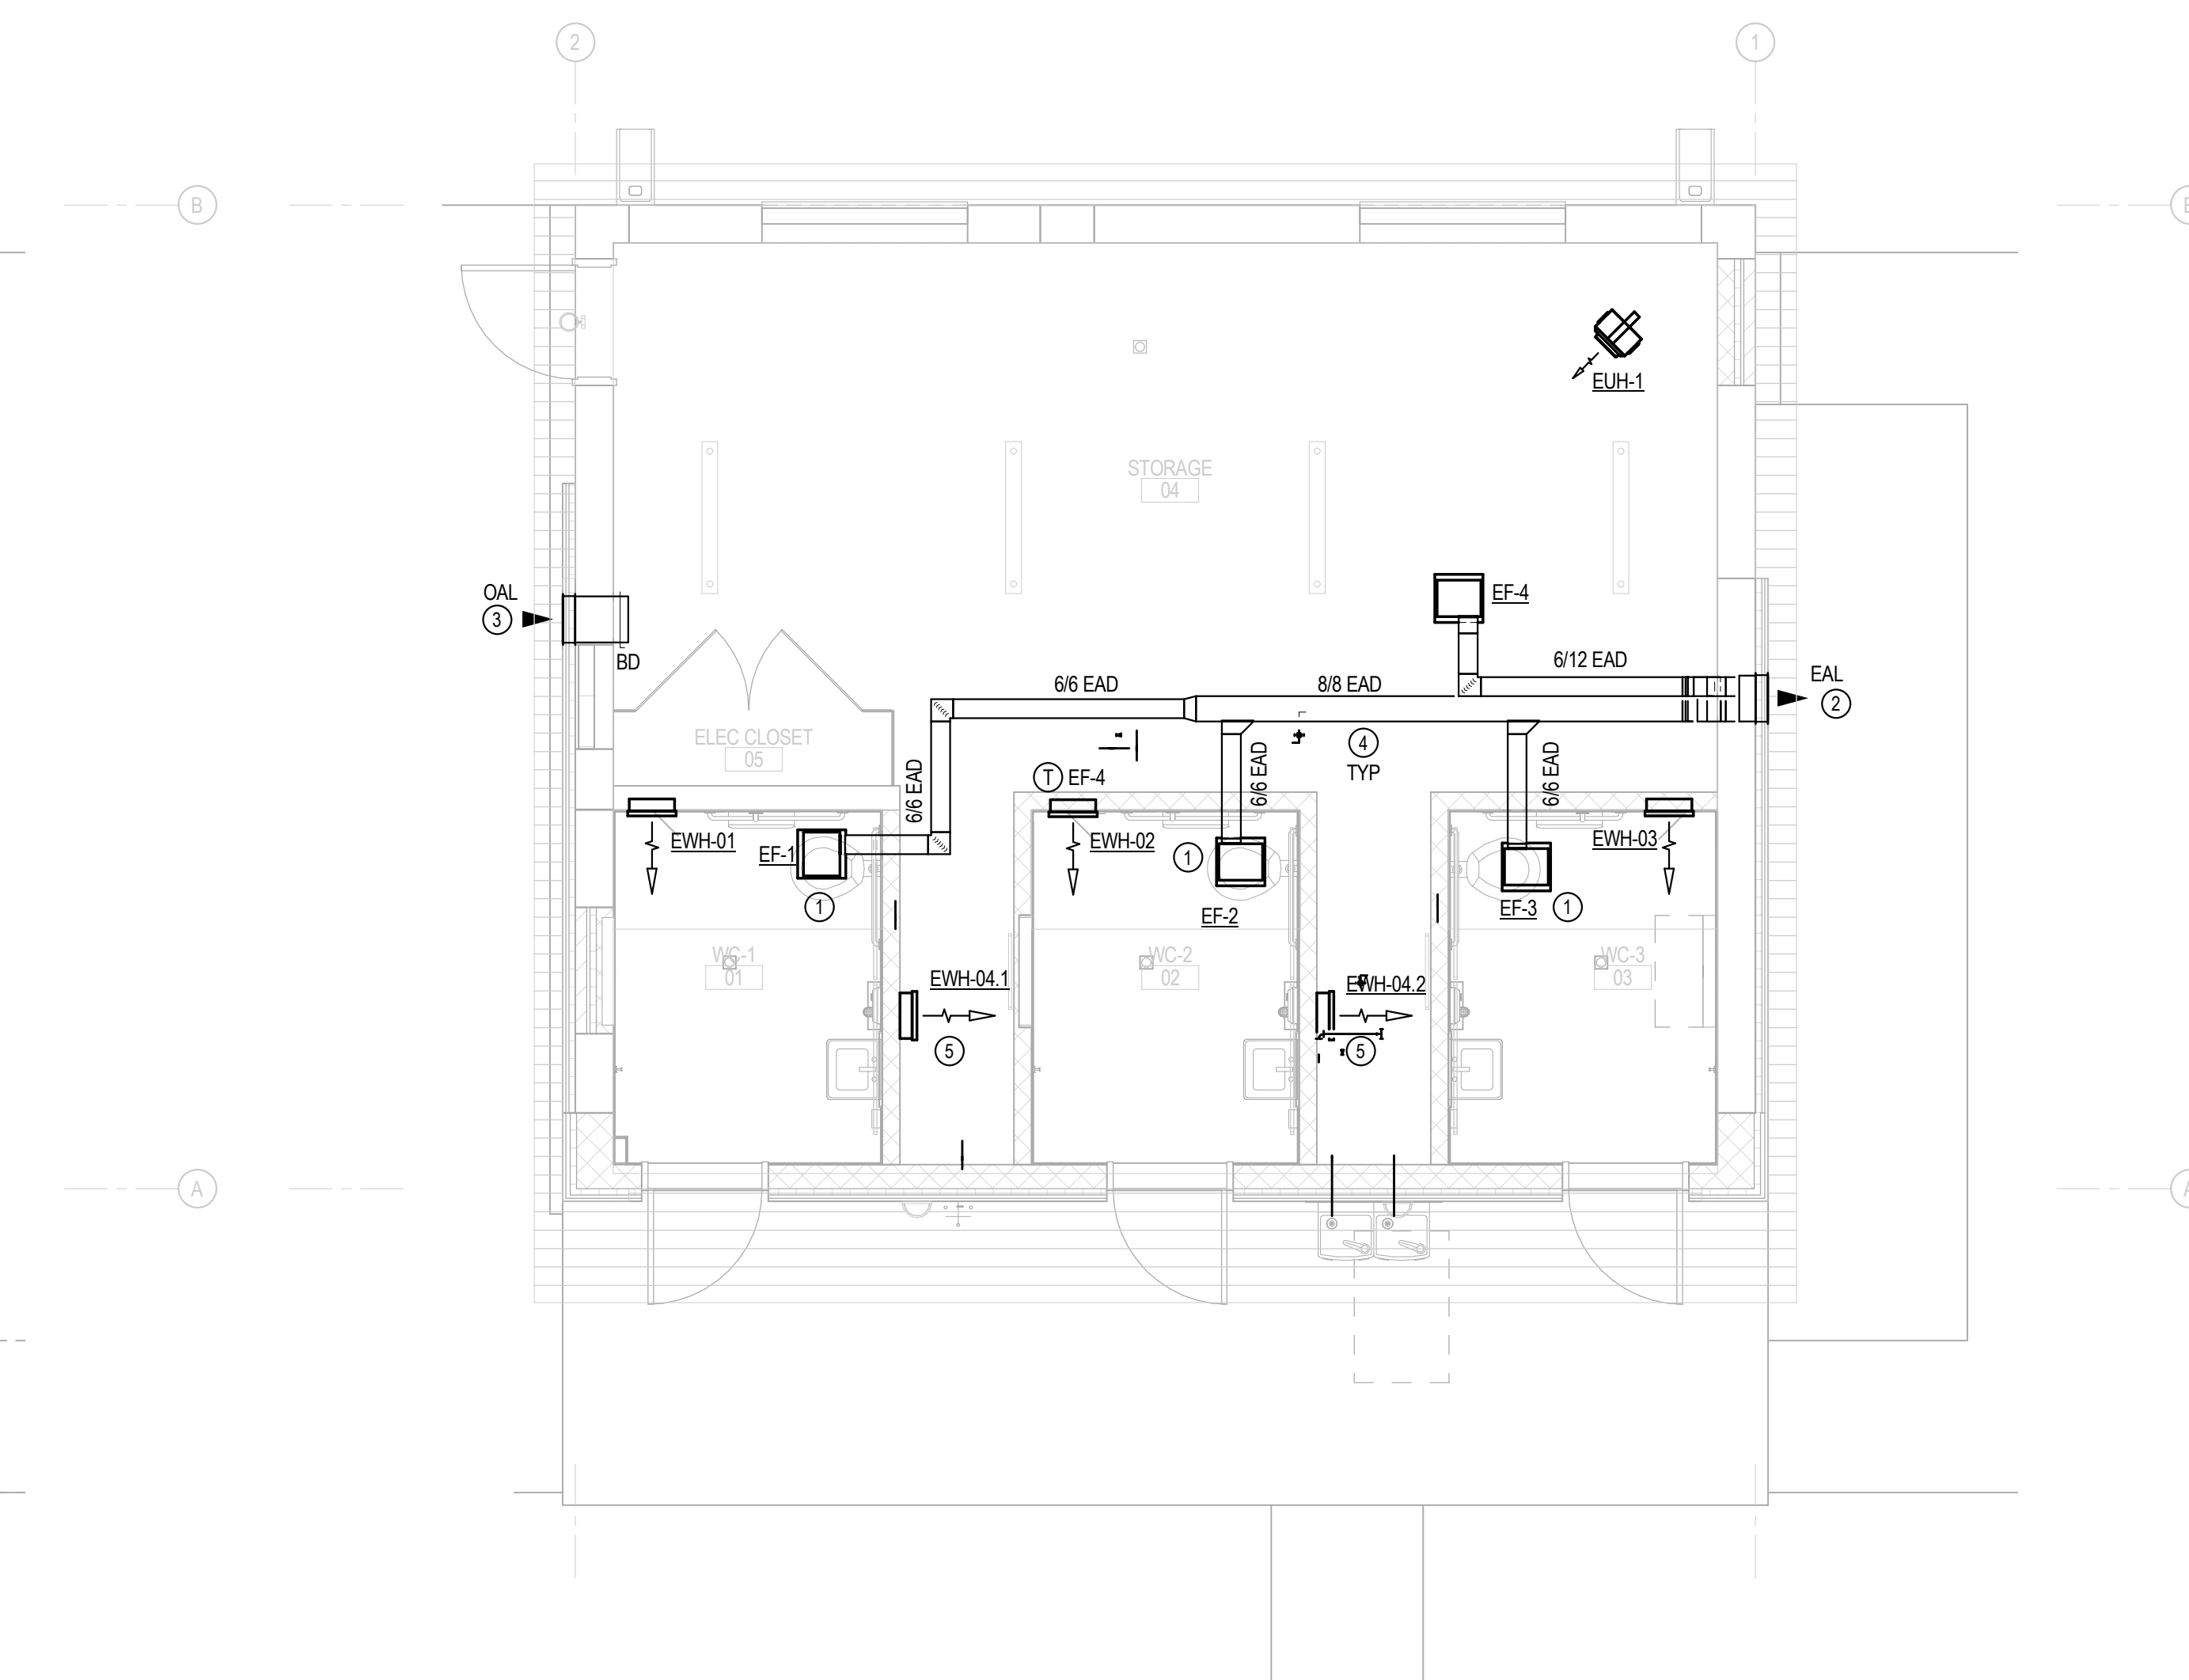 2
1
B
EUH-1
STORAGE
04
OAL
3
BD
EF-4
6/12 EAD
EAL
2
6/6 EAD
8/8 EAD
ELEC CLOSET
05
4
TYP
T EF-4
6/6 EAD
6/6 EAD
6/6 EAD
EWH-01
EF-1
1
EWH-02
1
EF-2
EWH-03
EF-3
1
WC-1
01
WC-2
02
WC-3
03
EWH-04.1
5
EWH-04.2
5
A